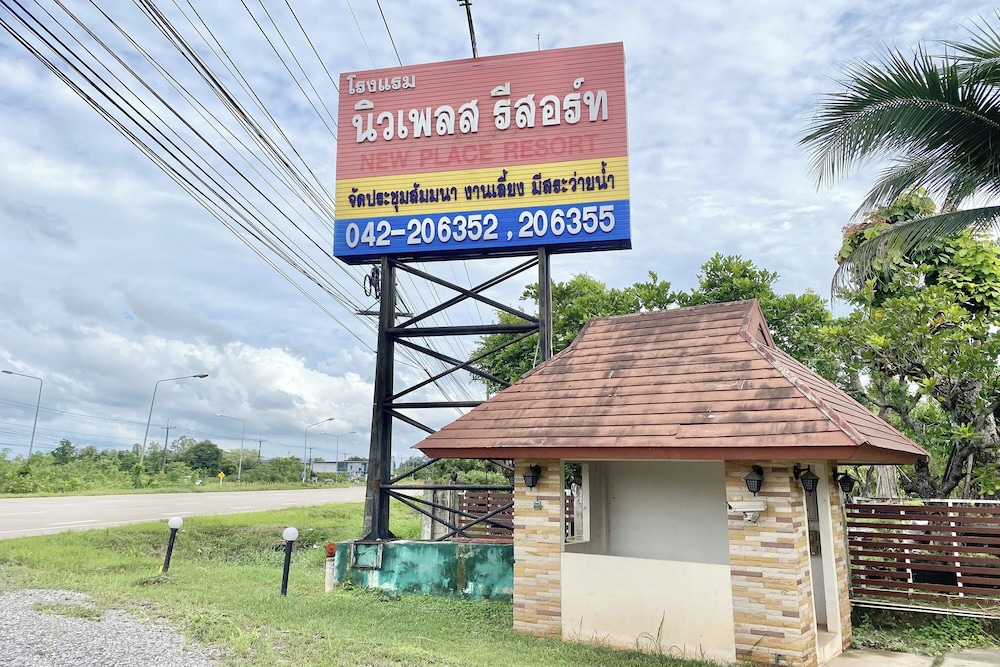 โรงแรม
นิวเพลส รีสอร์ท
NEW PLACE RESORT
จัดประชุมสัมมนา งานเลี้ยง มีสระว่ายน้ำ
042-206352 , 206355